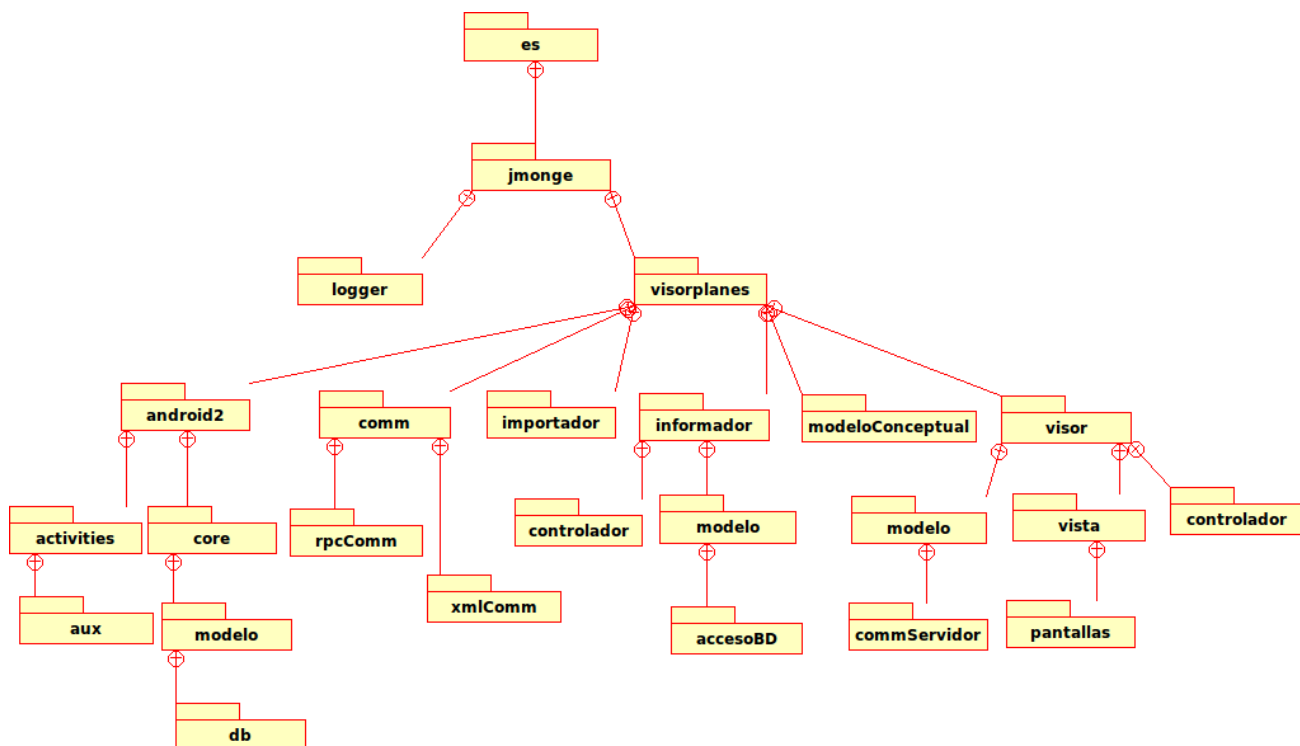 es
jmonge
logger
visorplanes
android2
comm
importador
informador
modeloConceptual
visor
activities
core
rpcComm
controlador
modelo
modelo
vista
controlador
aux
modelo
xmlComm
accesoBD
commServidor
pantallas
db